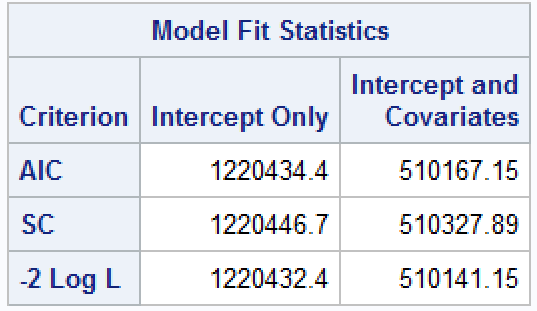 Model Fit Statistics
Intercept and
Criterion Intercept Only Covariates
AIC 1220434.4 510167.15
SC 1220446.7 510327.89
-2 Log L 1220432.4 510141.15